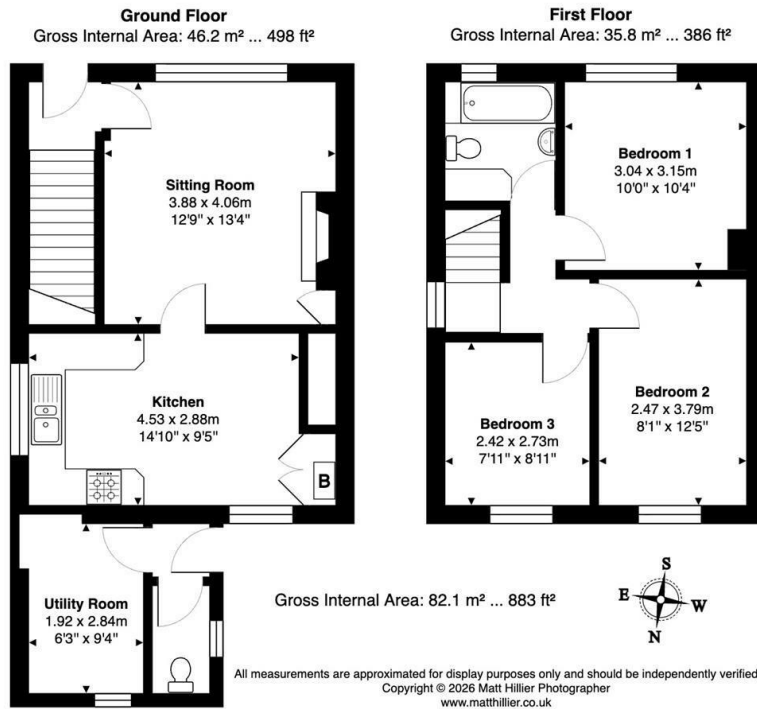 Ground Floor
Gross Internal Area: 46.2 m² ... 498 ft²
First Floor
Gross Internal Area: 35.8 m² ... 386 ft²
Sitting Room
3.88 x 4.06m
12'9" x 13'4"
Kitchen
4.53 x 2.88m
14'10" x 9'5"
B
Utility Room
1.92 x 2.84m
6'3" x 9'4"
Bedroom 1
3.04 x 3.15m
10'0" x 10'4"
Bedroom 2
2.47 x 3.79m
8'1" x 12'5"
Bedroom 3
2.42 x 2.73m
7'11" x 8'11"
Gross Internal Area: 82.1 m² ... 883 ft²
S
E
W
N
All measurements are approximated for display purposes only and should be independently verified
Copyright © 2026 Matt Hillier Photographer
www.matthillier.co.uk